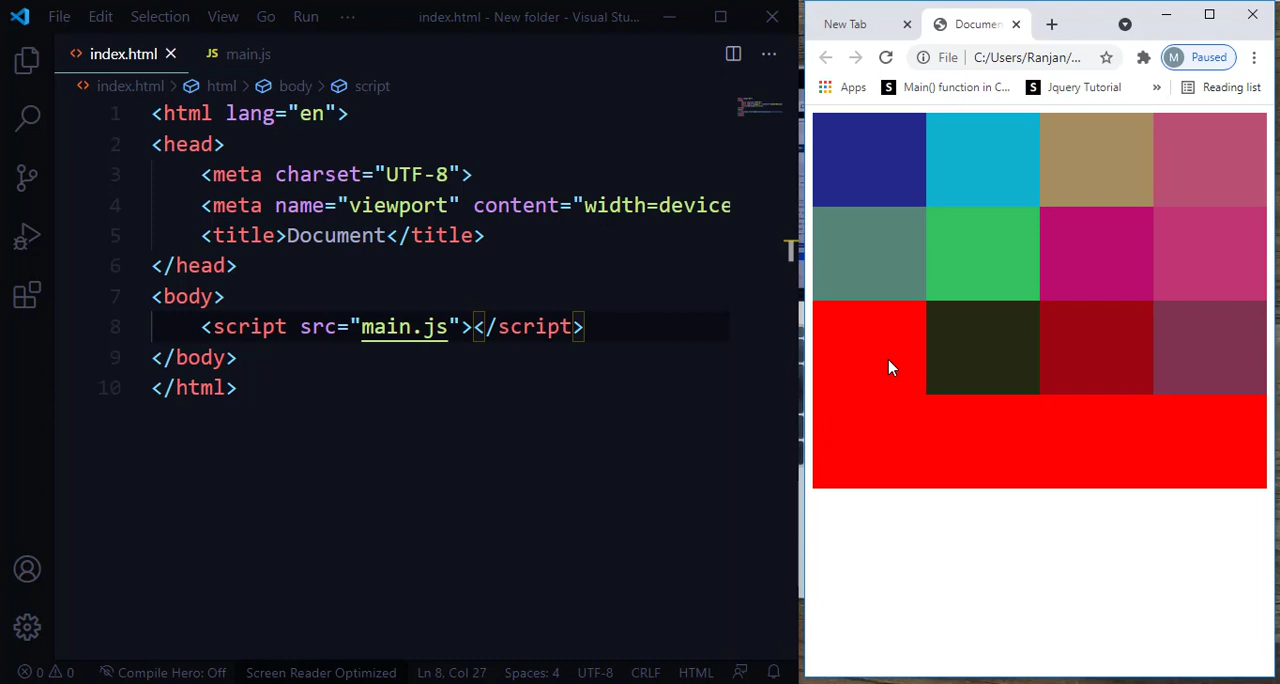 File Edit Selection View Go Run ··· index.html - New folder - Visual Stu...
index.html JS main.js
index.html > html > body > script
1 <html lang="en">
2 <head>
3 <meta charset="UTF-8">
4 <meta name="viewport" content="width=device
5 <title>Document</title>
6 </head>
7 <body>
8 <script src="main.js"></script>
9 </body>
10 </html>
0 0 Compile Hero: Off Screen Reader Optimized Ln 8, Col 27 Spaces: 4 UTF-8 CRLF HTML
New Tab Documen
File C:/Users/Ranjan/... M Paused
Apps S Main() function in C... S Jquery Tutorial » Reading list
T